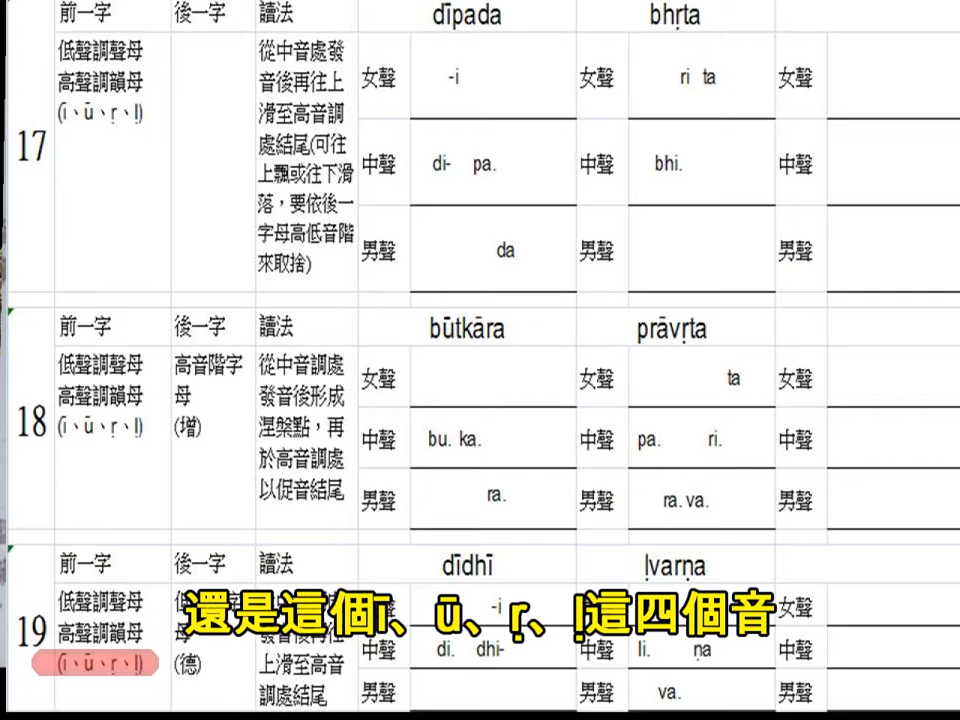 前一字 後一字 讀法 dīpada bhṛta
17
低聲調聲母
高聲調韻母
(ī、ū、ṛ、ḷ)
從中音處發
音後再往上
滑至高音調
處結尾(可往
上飄或往下滑
落，要依後一
字母高低音階
來取捨)
女聲 -i 女聲 ri ta 女聲
中聲 di- pa. 中聲 bhi. 中聲
男聲 da 男聲 男聲
前一字 後一字 讀法 būtkāra prāvṛta
18
低聲調聲母
高聲調韻母
(ī、ū、ṛ、ḷ)
高音階字
母
(增)
從中音調處
發音後形成
涅槃點，再
於高音調處
以促音結尾
女聲 女聲 ta 女聲
中聲 bu. ka. 中聲 pa. ri. 中聲
男聲 ra. 男聲 ra. va. 男聲
前一字 後一字 讀法 dīdhī ḷvarṇa
19
低聲調聲母
高聲調韻母
(ī、ū、ṛ、ḷ)
母
(德)
上滑至高音
調處結尾
-i 女聲
中聲 di. dhi- 中聲 li. ṇa 中聲
男聲 男聲 va. 男聲
還是這個ī、ū、ṛ、ḷ這四個音